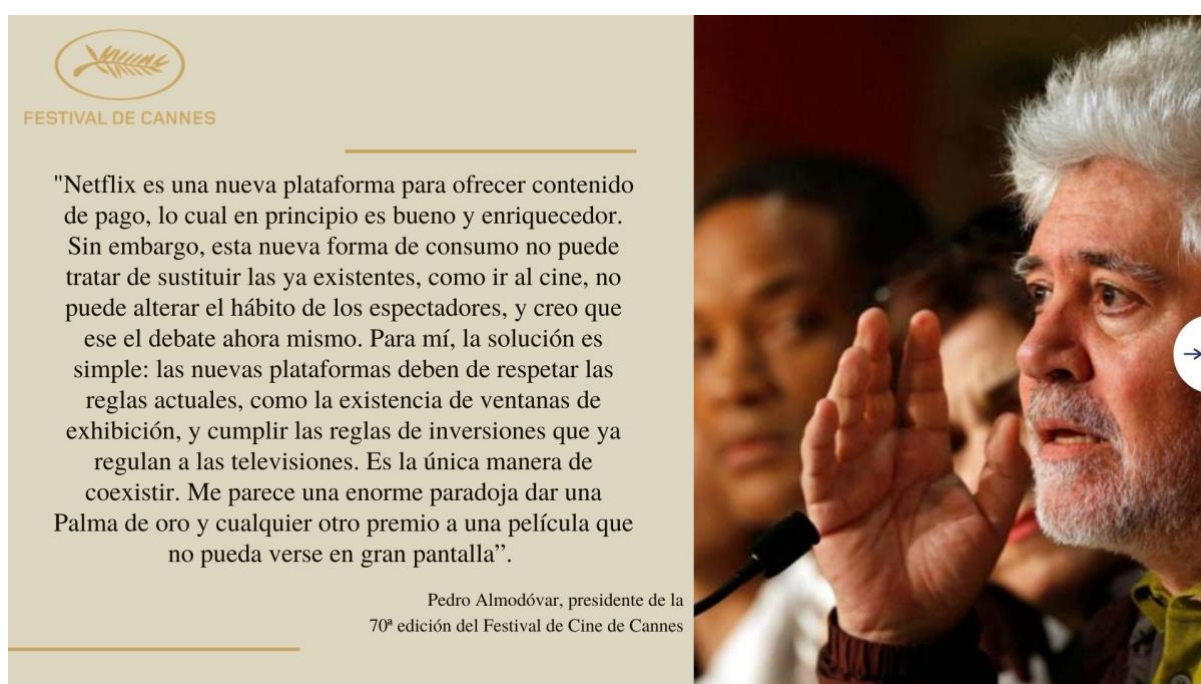 FESTIVAL DE CANNES
"Netflix es una nueva plataforma para ofrecer contenido
de pago, lo cual en principio es bueno y enriquecedor.
Sin embargo, esta nueva forma de consumo no puede
tratar de sustituir las ya existentes, como ir al cine, no
puede alterar el hábito de los espectadores, y creo que
ese el debate ahora mismo. Para mí, la solución es
simple: las nuevas plataformas deben de respetar las
reglas actuales, como la existencia de ventanas de
exhibición, y cumplir las reglas de inversiones que ya
regulan a las televisiones. Es la única manera de
coexistir. Me parece una enorme paradoja dar una
Palma de oro y cualquier otro premio a una película que
no pueda verse en gran pantalla”.
Pedro Almodóvar, presidente de la
70ª edición del Festival de Cine de Cannes